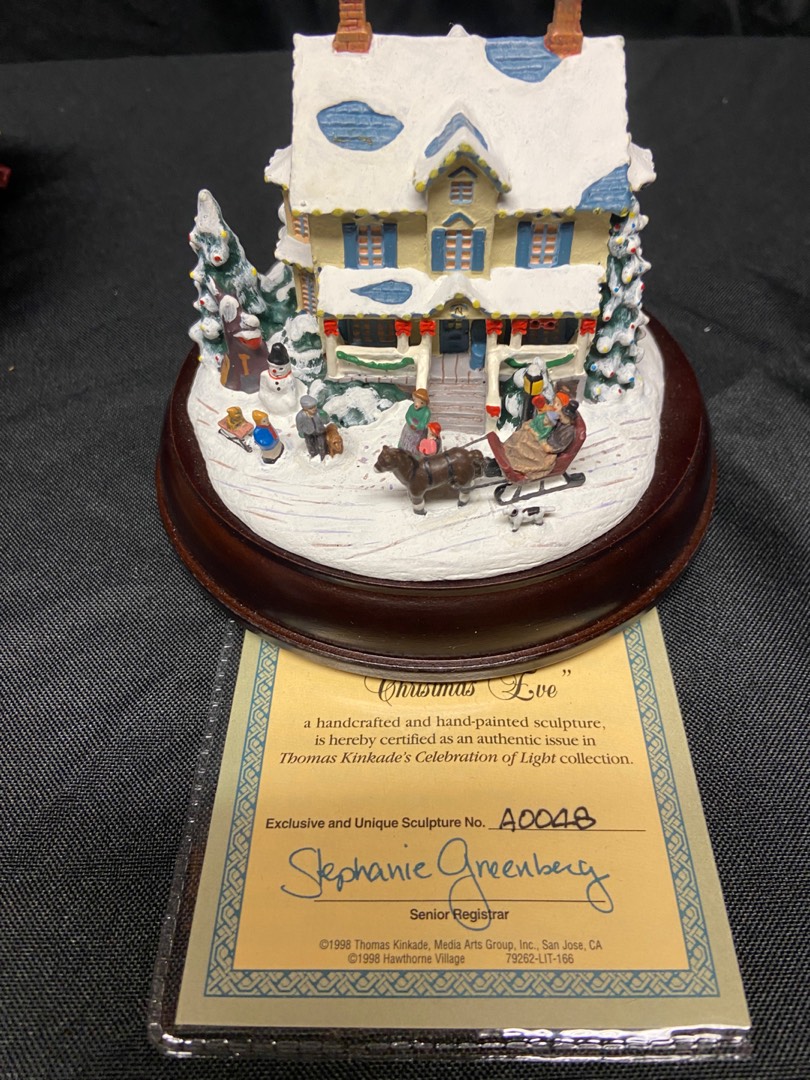 "Christmas Eve"
a handcrafted and hand-painted sculpture,
is hereby certified as an authentic issue in
Thomas Kinkade's Celebration of Light collection.
Exclusive and Unique Sculpture No. A0048
Stephanie Greenberg
Senior Registrar
©1998 Thomas Kinkade, Media Arts Group, Inc., San Jose, CA
©1998 Hawthorne Village 79262-LIT-166